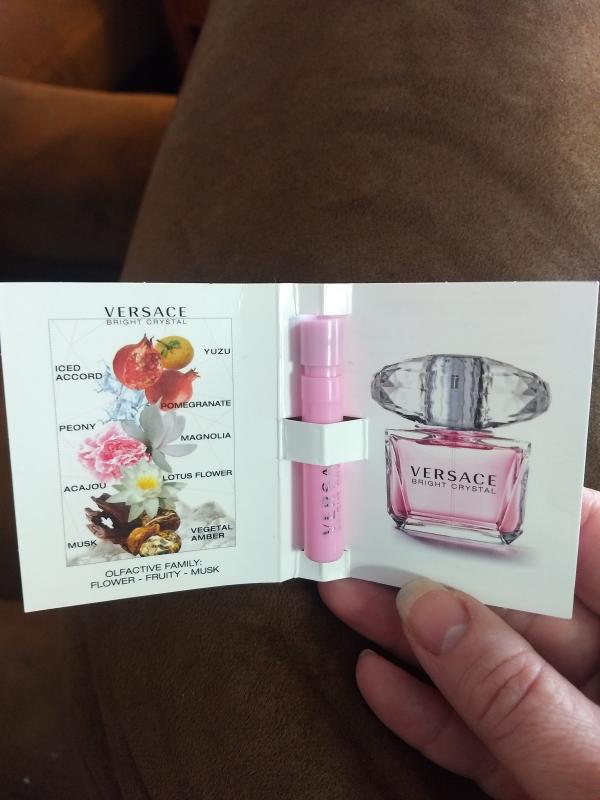 VERSACE
BRIGHT CRYSTAL
YUZU
ICED
ACCORD
POMEGRANATE
PEONY
MAGNOLIA
LOTUS FLOWER
ACAJOU
VEGETAL
AMBER
MUSK
OLFACTIVE FAMILY:
FLOWER - FRUITY - MUSK
VERSA
VERSACE
BRIGHT CRYSTAL